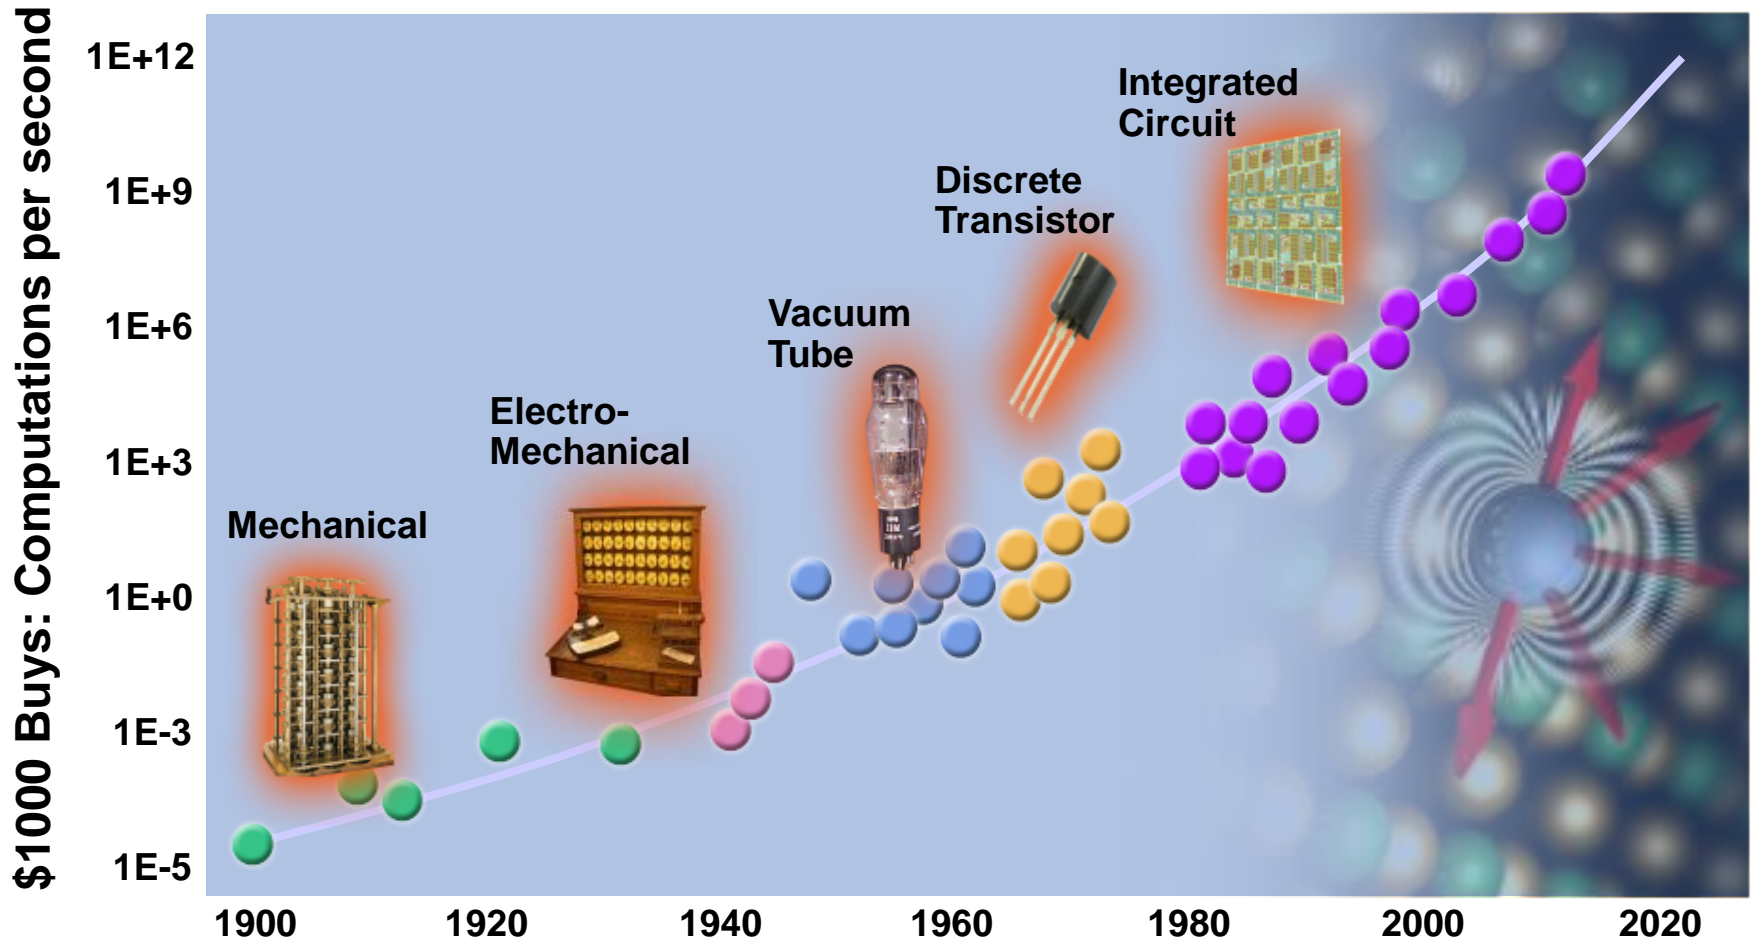 $1000 Buys: Computations per second
1E+12
1E+9
1E+6
1E+3
1E+0
1E-3
1E-5
Mechanical
Electro-
Mechanical
Vacuum
Tube
Discrete
Transistor
Integrated
Circuit
1900
1920
1940
1960
1980
2000
2020